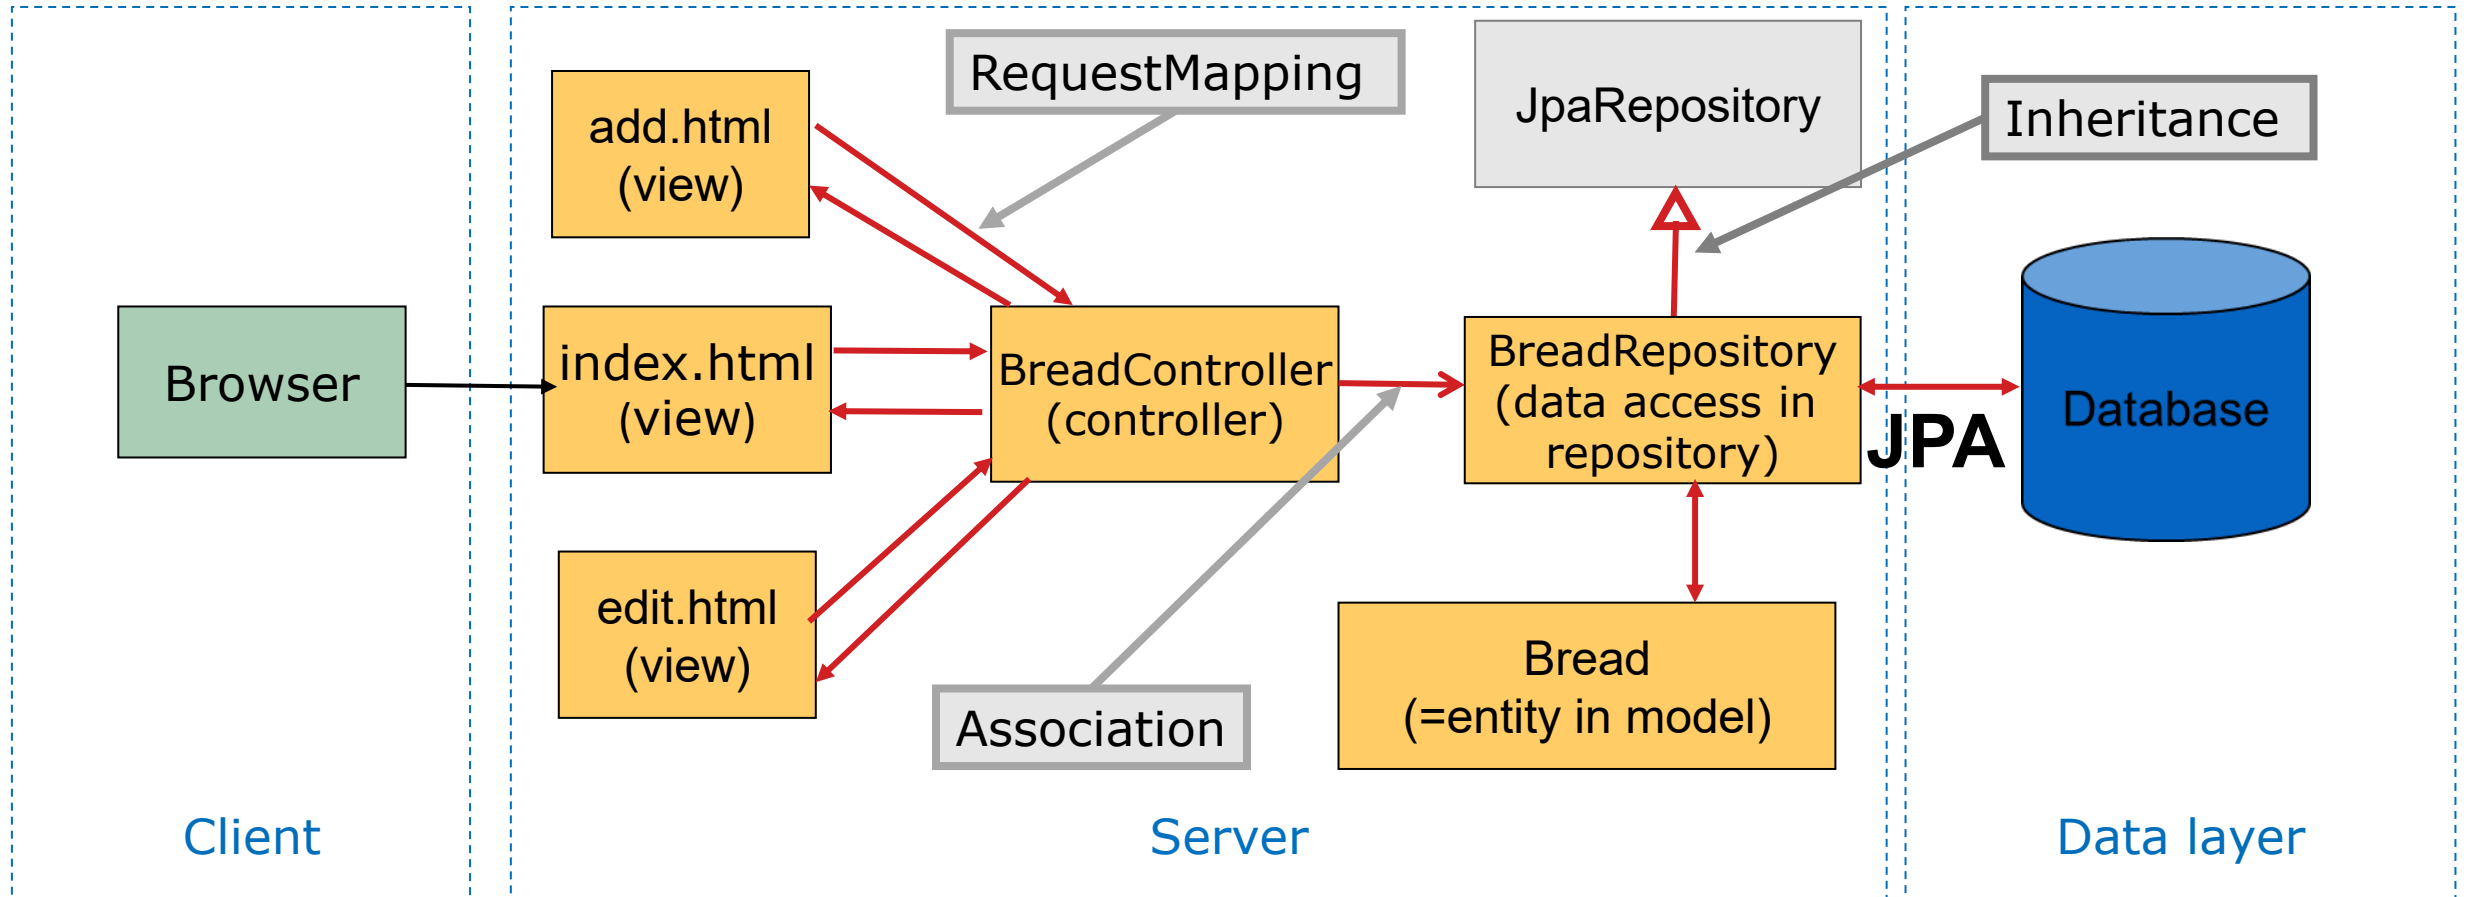 RequestMapping
JpaRepository
Inheritance
add.html
(view)
Browser
index.html
(view)
BreadController
(controller)
BreadRepository
(data access in
repository)
JPA
Database
edit.html
(view)
Association
Bread
(=entity in model)
Client
Server
Data layer